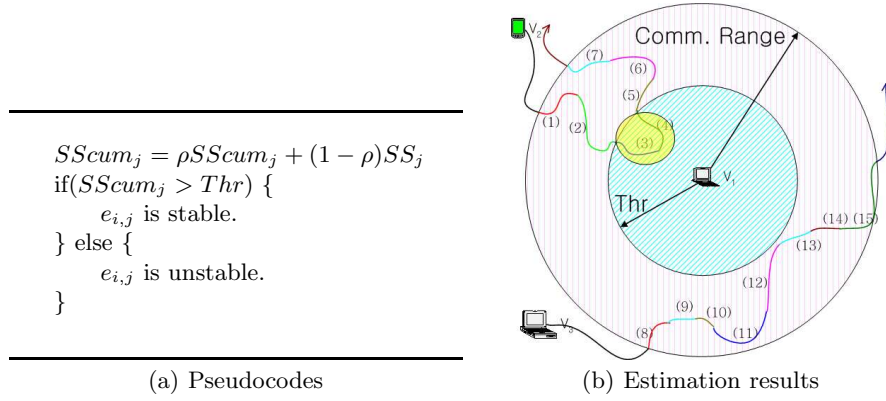 SScum_j = ρSScum_j + (1 − ρ)SS_j
if(SScum_j > Thr) {
e_{i,j} is stable.
} else {
e_{i,j} is unstable.
}
(a) Pseudocodes
V_2
Comm. Range
(7)
(6)
(5)
(1)
(2)
(4)
(3)
V_1
Thr
(14)
(15)
(13)
(12)
(9)
(10)
V_3
(8)
(11)
(b) Estimation results